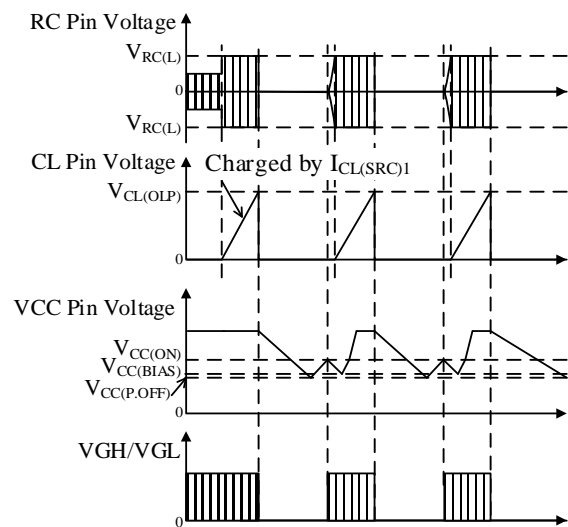 RC Pin Voltage
V_RC(L)
0
V_RC(L)
CL Pin Voltage
Charged by I_CL(SRC)1
V_CL(OLP)
0
VCC Pin Voltage
V_CC(ON)
V_CC(BIAS)
V_CC(P.OFF)
0
VGH/VGL
0